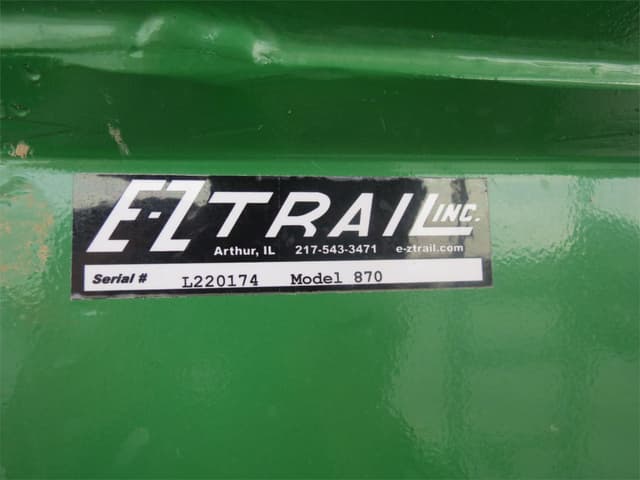 E-Z TRAIL INC.
Arthur, IL 217-543-3471 e-ztrail.com
Serial # L220174 Model 870